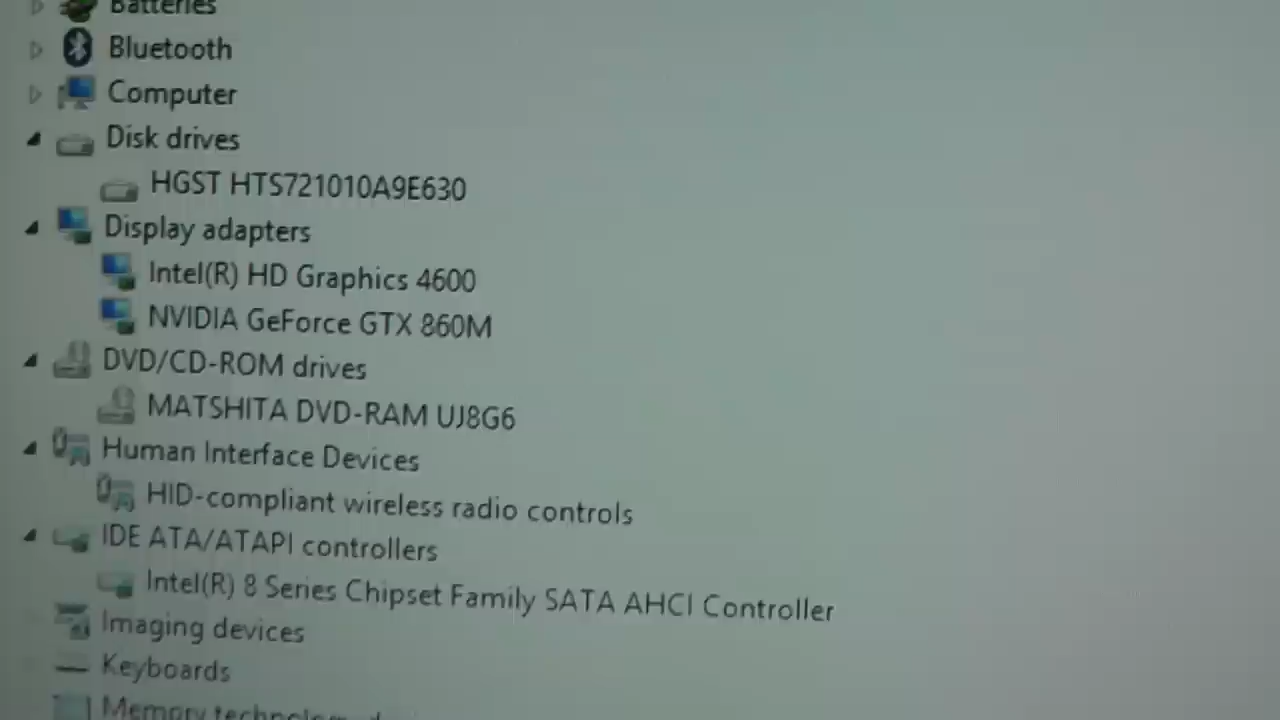 Batteries
Bluetooth
Computer
Disk drives
HGST HTS721010A9E630
Display adapters
Intel(R) HD Graphics 4600
NVIDIA GeForce GTX 860M
DVD/CD-ROM drives
MATSHITA DVD-RAM UJ8G6
Human Interface Devices
HID-compliant wireless radio controls
IDE ATA/ATAPI controllers
Intel(R) 8 Series Chipset Family SATA AHCI Controller
Imaging devices
Keyboards
Memory